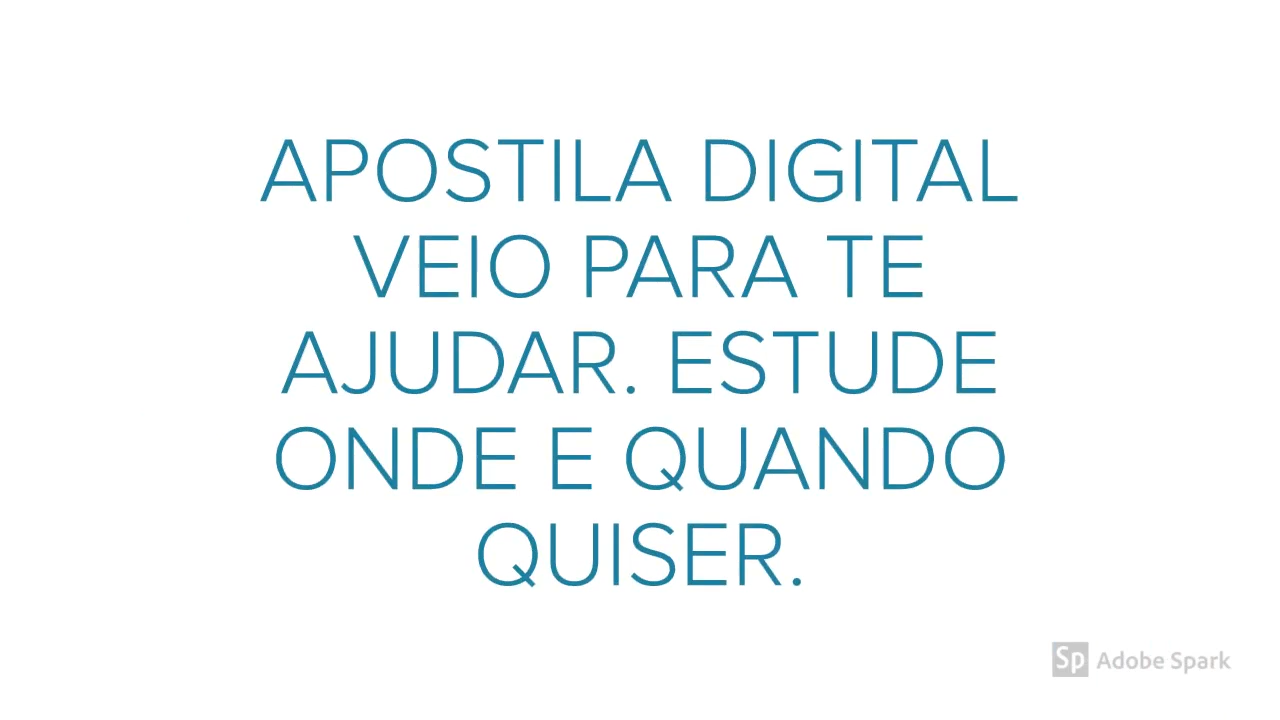 APOSTILA DIGITAL
VEIO PARA TE
AJUDAR. ESTUDE
ONDE E QUANDO
QUISER.
Sp Adobe Spark